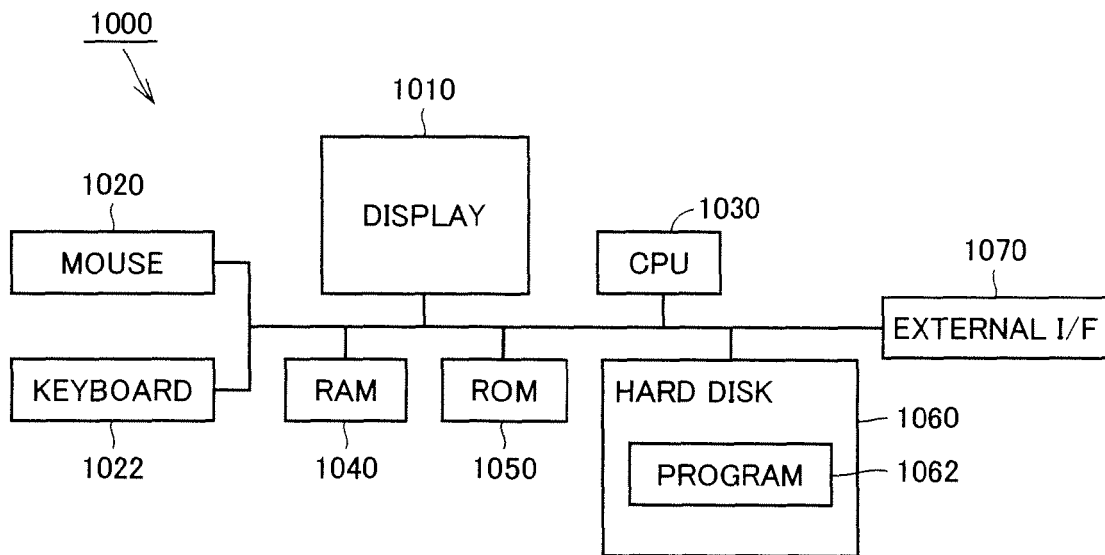 1000
1010
DISPLAY
1020
MOUSE
1030
CPU
1070
EXTERNAL I/F
KEYBOARD
1022
RAM
1040
ROM
1050
HARD DISK
1060
PROGRAM
1062